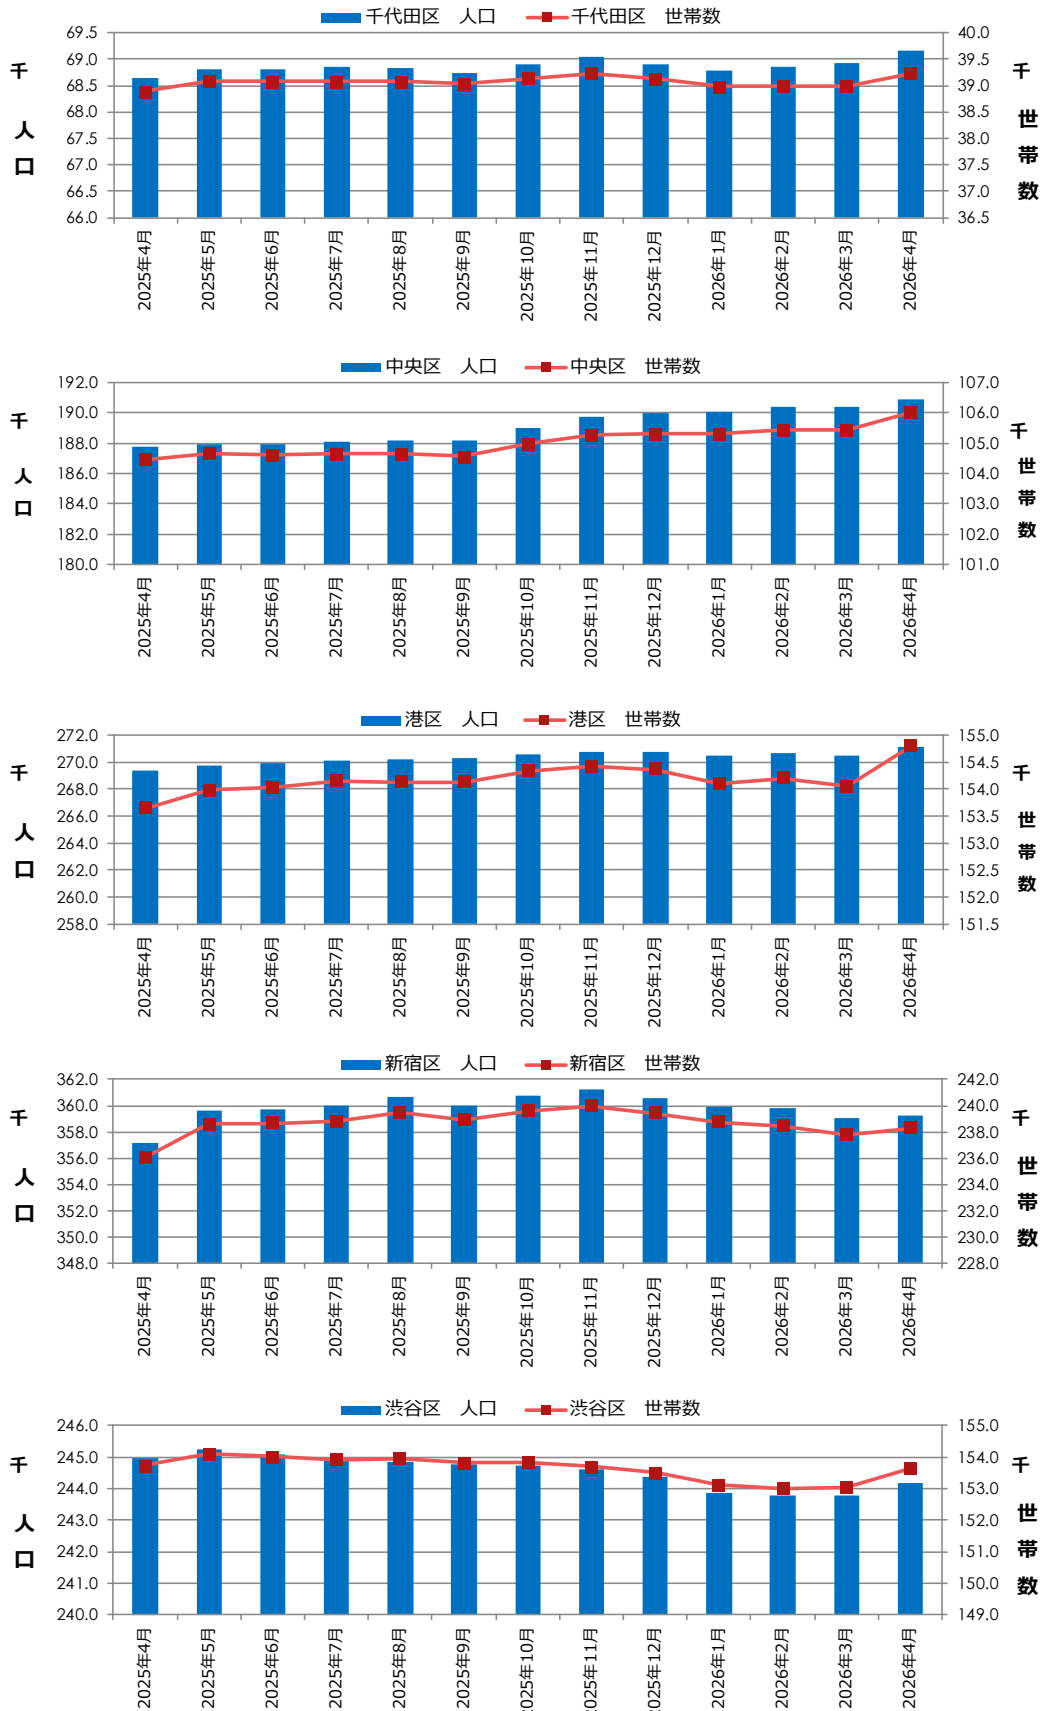 千代田区　人口　千代田区　世帯数
千人口
69.5
69.0
68.5
68.0
67.5
67.0
66.5
66.0
40.0
39.5
39.0
38.5
38.0
37.5
37.0
36.5
千世帯数
2025年4月
2025年5月
2025年6月
2025年7月
2025年8月
2025年9月
2025年10月
2025年11月
2025年12月
2026年1月
2026年2月
2026年3月
2026年4月
中央区　人口　中央区　世帯数
千人口
192.0
190.0
188.0
186.0
184.0
182.0
180.0
107.0
106.0
105.0
104.0
103.0
102.0
101.0
千世帯数
2025年4月
2025年5月
2025年6月
2025年7月
2025年8月
2025年9月
2025年10月
2025年11月
2025年12月
2026年1月
2026年2月
2026年3月
2026年4月
港区　人口　港区　世帯数
千人口
272.0
270.0
268.0
266.0
264.0
262.0
260.0
258.0
155.0
154.5
154.0
153.5
153.0
152.5
152.0
151.5
千世帯数
2025年4月
2025年5月
2025年6月
2025年7月
2025年8月
2025年9月
2025年10月
2025年11月
2025年12月
2026年1月
2026年2月
2026年3月
2026年4月
新宿区　人口　新宿区　世帯数
千人口
362.0
360.0
358.0
356.0
354.0
352.0
350.0
348.0
242.0
240.0
238.0
236.0
234.0
232.0
230.0
228.0
千世帯数
2025年4月
2025年5月
2025年6月
2025年7月
2025年8月
2025年9月
2025年10月
2025年11月
2025年12月
2026年1月
2026年2月
2026年3月
2026年4月
渋谷区　人口　渋谷区　世帯数
千人口
246.0
245.0
244.0
243.0
242.0
241.0
240.0
155.0
154.0
153.0
152.0
151.0
150.0
149.0
千世帯数
2025年4月
2025年5月
2025年6月
2025年7月
2025年8月
2025年9月
2025年10月
2025年11月
2025年12月
2026年1月
2026年2月
2026年3月
2026年4月